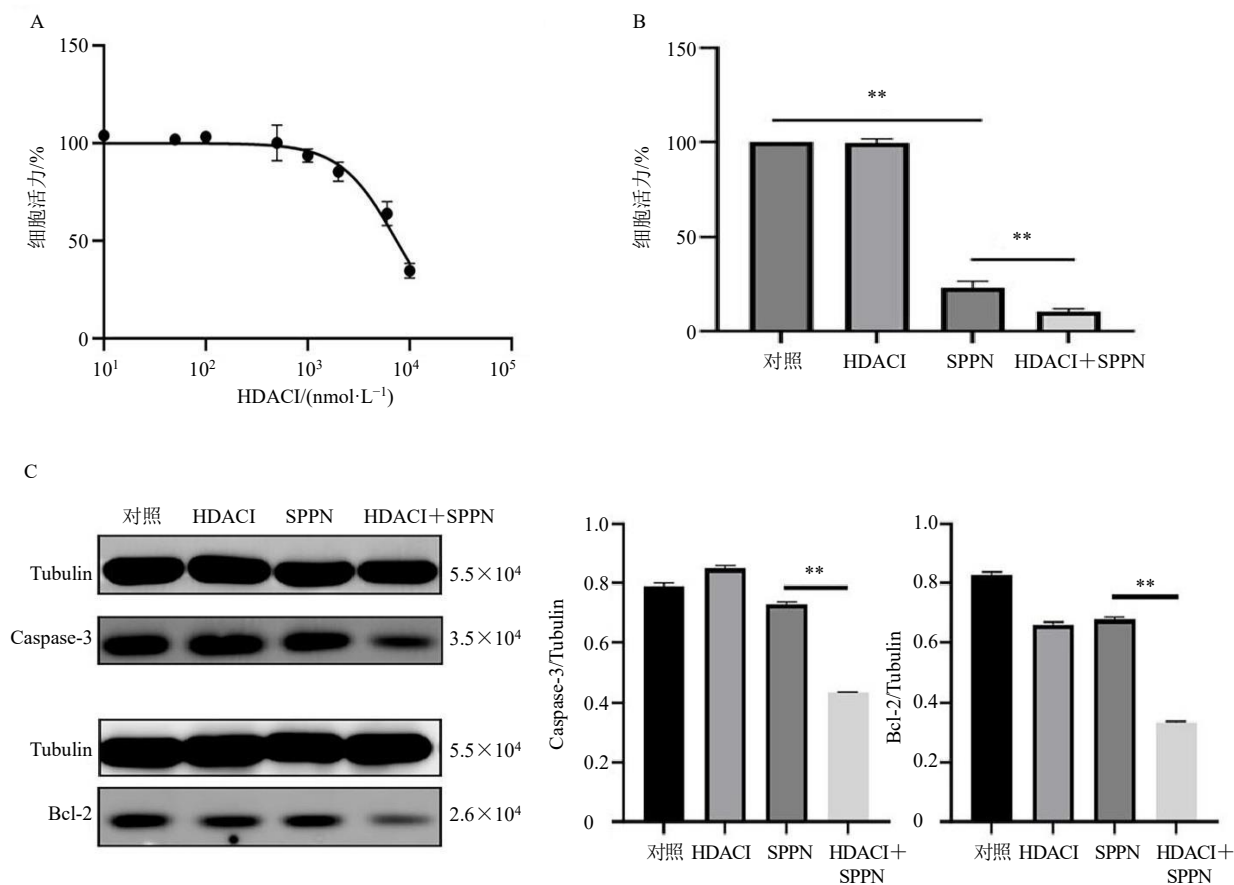 A
150
100
50
0
细胞活力/%
10¹ 10² 10³ 10⁴ 10⁵
HDACI/(nmol·L⁻¹)
B
150
100
50
0
细胞活力/%
**
**
对照 HDACI SPPN HDACI+SPPN
C
对照 HDACI SPPN HDACI+SPPN
Tubulin 5.5×10⁴
Caspase-3 3.5×10⁴
Tubulin 5.5×10⁴
Bcl-2 2.6×10⁴
1.0
0.8
0.6
0.4
0.2
0
Caspase-3/Tubulin
**
对照 HDACI SPPN HDACI+
SPPN
1.0
0.8
0.6
0.4
0.2
0
Bcl-2/Tubulin
**
对照 HDACI SPPN HDACI+
SPPN